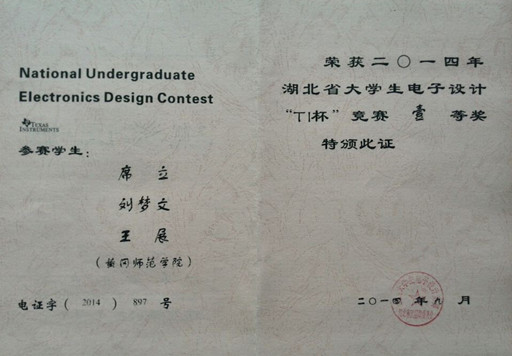 National Undergraduate
Electronics Design Contest
TEXAS
INSTRUMENTS
参赛学生：
席 立
刘梦文
王 展
（黄冈师范学院）
电证字（ 2014 ） 897 号
荣获二〇一四年
湖北省大学生电子设计
“TI杯”竞赛 壹 等奖
特颁此证
二〇一四 年 九 月